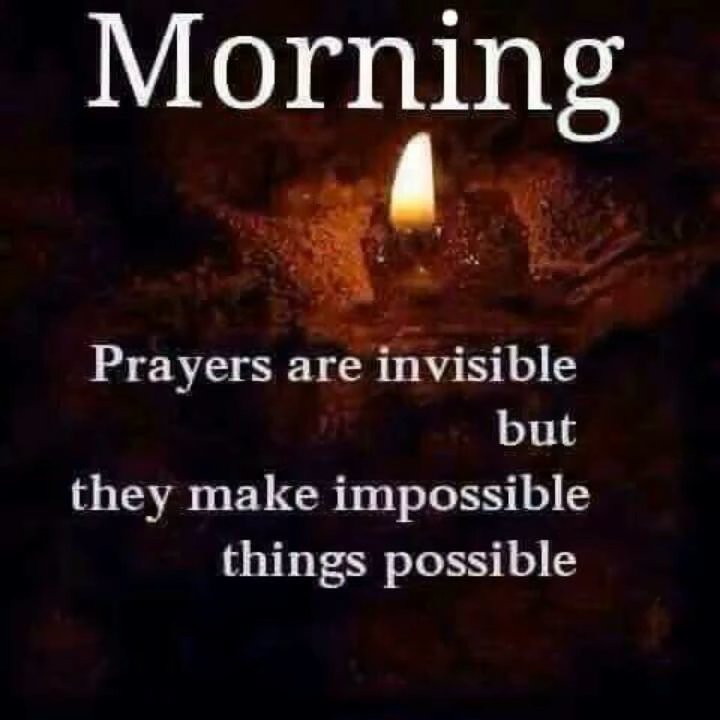 Morning
Prayers are invisible
but
they make impossible
things possible